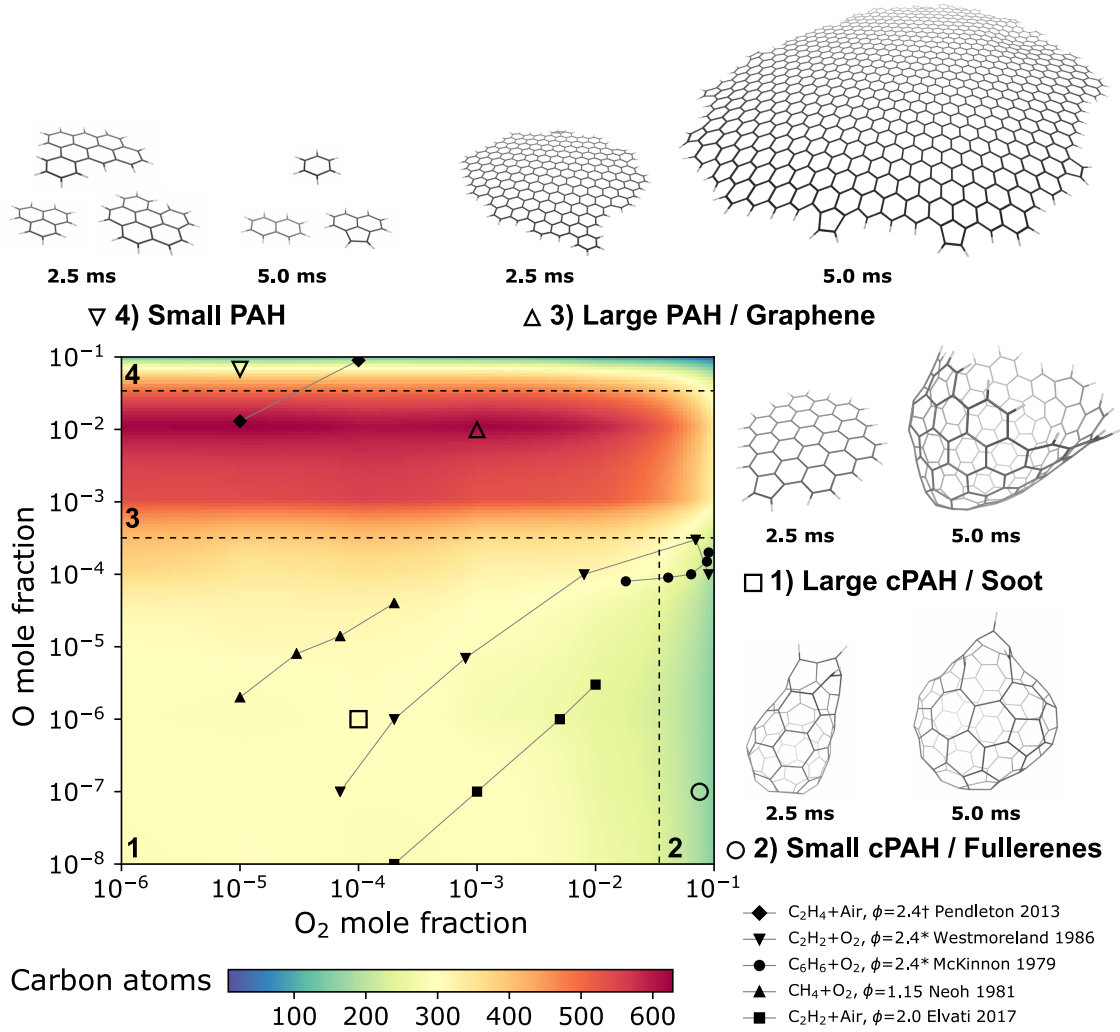 2.5 ms
5.0 ms
2.5 ms
5.0 ms
▽ 4) Small PAH
△ 3) Large PAH / Graphene
2.5 ms
5.0 ms
□ 1) Large cPAH / Soot
2.5 ms
5.0 ms
○ 2) Small cPAH / Fullerenes
O mole fraction
10⁻¹
10⁻²
10⁻³
10⁻⁴
10⁻⁵
10⁻⁶
10⁻⁷
10⁻⁸
4
3
1
2
10⁻⁶
10⁻⁵
10⁻⁴
10⁻³
10⁻²
10⁻¹
O₂ mole fraction
Carbon atoms
100
200
300
400
500
600
C₂H₄+Air, ϕ=2.4† Pendleton 2013
C₂H₂+O₂, ϕ=2.4* Westmoreland 1986
C₆H₆+O₂, ϕ=2.4* McKinnon 1979
CH₄+O₂, ϕ=1.15 Neoh 1981
C₂H₂+Air, ϕ=2.0 Elvati 2017